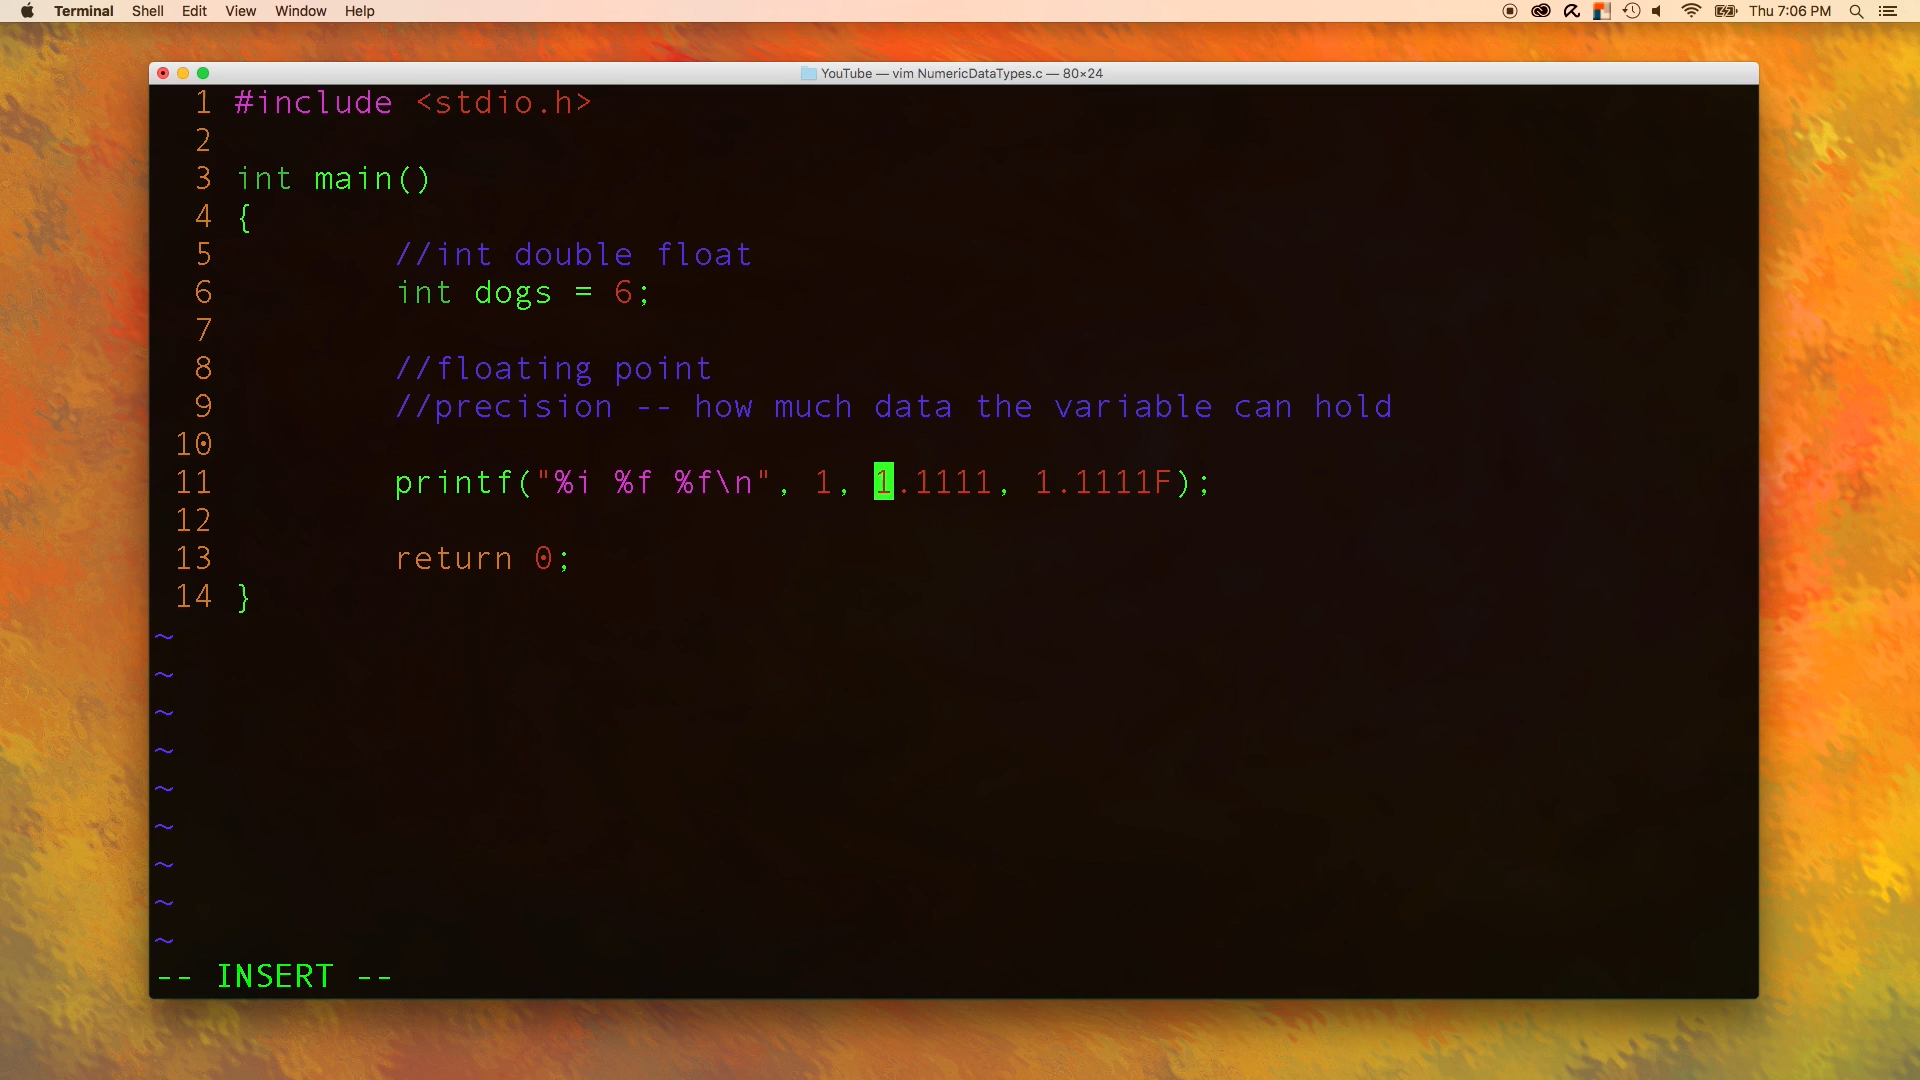 Terminal Shell Edit View Window Help Thu 7:06 PM
YouTube — vim NumericDataTypes.c — 80×24
1 #include <stdio.h>
2
3 int main()
4 {
5 //int double float
6 int dogs = 6;
7
8 //floating point
9 //precision -- how much data the variable can hold
10
11 printf("%i %f %f\n", 1, 1.1111, 1.1111F);
12
13 return 0;
14 }
~
~
~
~
~
~
~
~
~
-- INSERT --